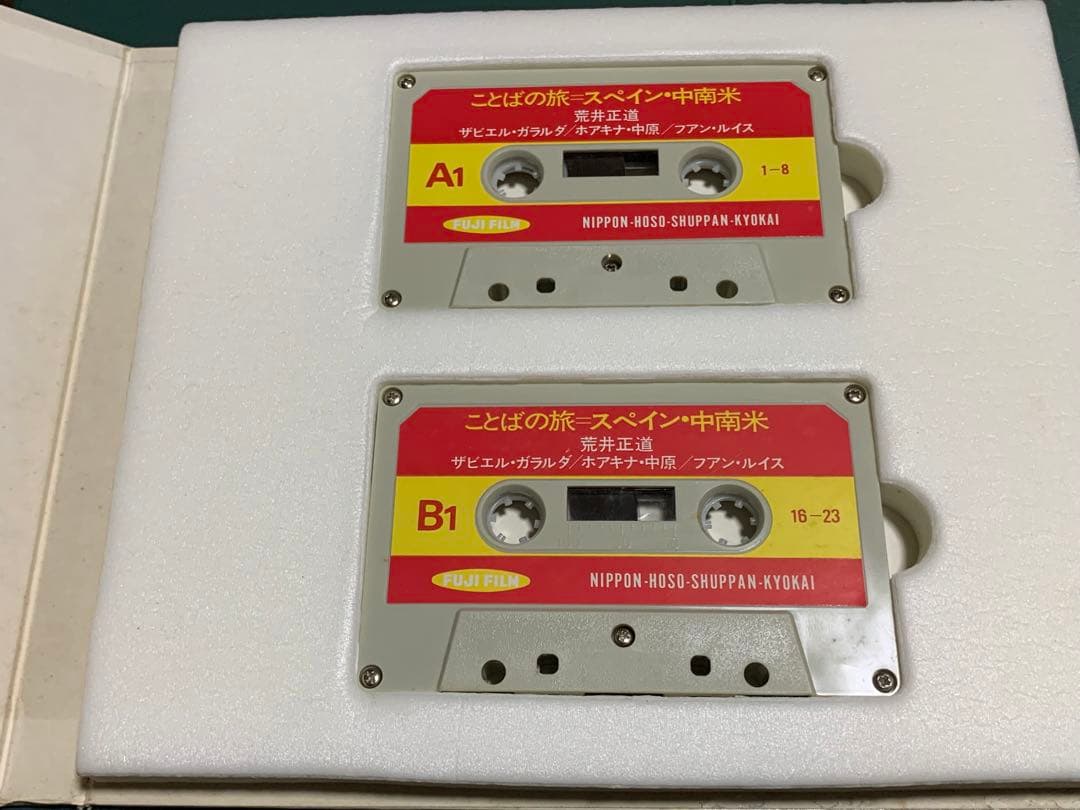 ことばの旅=スペイン・中南米
荒井正道
ザビエル・ガラルダ/ホアキナ・中原/フアン・ルイス
A1
1-8
FUJI FILM
NIPPON-HOSO-SHUPPAN-KYOKAI
ことばの旅=スペイン・中南米
荒井正道
ザビエル・ガラルダ/ホアキナ・中原/フアン・ルイス
B1
16-23
FUJI FILM
NIPPON-HOSO-SHUPPAN-KYOKAI